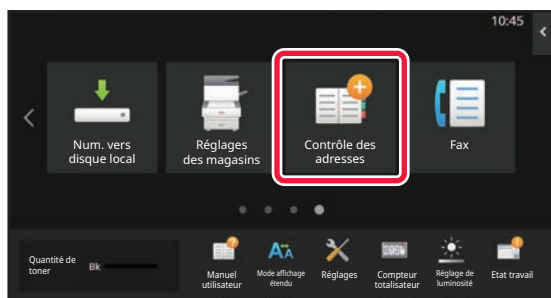 10:45
Num. vers
disque local
Réglages
des magasins
Contrôle des
adresses
Fax
Quantité de
toner
Bk
Manuel
utilisateur
Mode affichage
étendu
Réglages
Compteur
totalisateur
Réglage de
luminosité
Etat travail